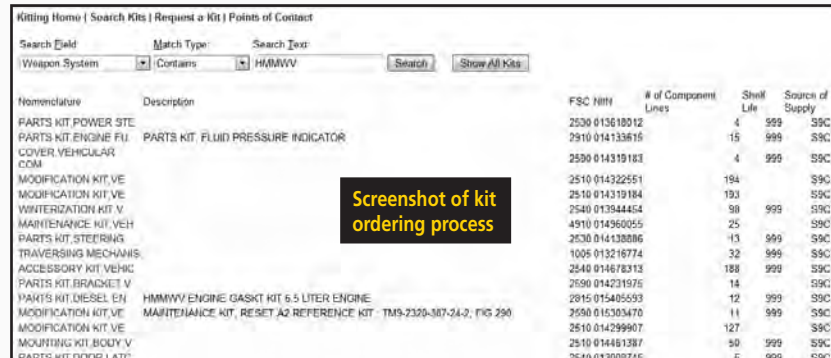 Kitting Home | Search Kits | Request a Kit | Points of Contact
Search Field Match Type Search Text
Weapon System Contains HMMWV Search Show All Kits
Nomenclature Description FSC NIIN # of Component Lines Shelf Life Source of Supply
PARTS KIT,POWER STE 2530 013618012 4 999 S9C
PARTS KIT,ENGINE FU PARTS KIT, FLUID PRESSURE INDICATOR 2910 014133615 15 999 S9C
COVER,VEHICULAR COM 2590 014319183 4 999 S9C
MODIFICATION KIT,VE 2510 014322551 194 S9C
MODIFICATION KIT,VE 2510 014319184 193 S9C
WINTERIZATION KIT,V 2540 013944454 98 999 S9C
MAINTENANCE KIT,VEH 4910 014960055 25 S9C
PARTS KIT,STEERING 2530 014138886 13 999 S9C
TRAVERSING MECHANIS 1005 013216774 32 999 S9C
ACCESSORY KIT,VEHIC 2540 014678313 188 999 S9C
PARTS KIT,BRACKET V 2590 014231975 14 S9C
PARTS KIT,DIESEL EN HMMWV ENGINE GASKT KIT 6.5 LITER ENGINE 2815 015405593 12 999 S9C
MODIFICATION KIT,VE MAINTENANCE KIT, RESET A2 REFERENCE KIT : TM9-2320-387-24-2, FIG 290 2590 015303470 11 999 S9C
MODIFICATION KIT,VE 2510 014299907 127 S9C
MOUNTING KIT,BODY,V 2510 014461387 50 999 S9C
PARTS KIT,DOOR LATC 5 999 S9C
Screenshot of kit
ordering process